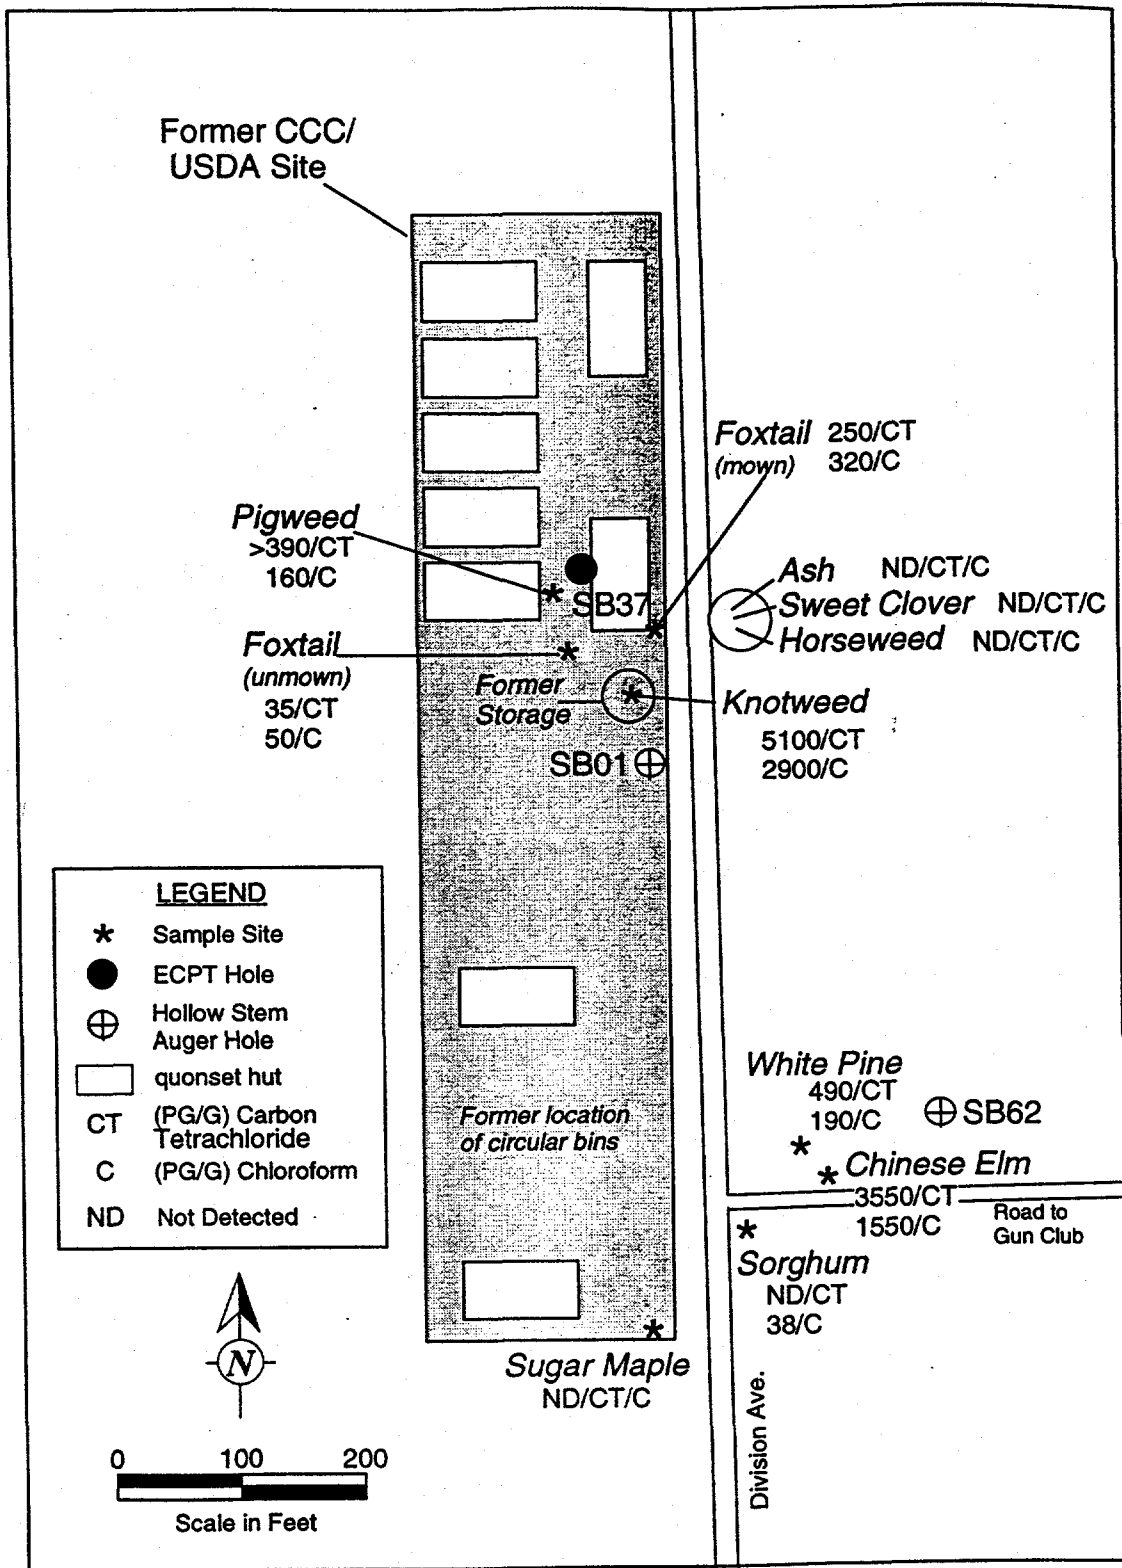 Former CCC/
USDA Site
Foxtail 250/CT
(mown) 320/C
Pigweed
>390/CT
160/C
SB37
Ash ND/CT/C
Sweet Clover ND/CT/C
Horseweed ND/CT/C
Foxtail
(unmown)
35/CT
50/C
Former
Storage
Knotweed
5100/CT
2900/C
SB01
LEGEND
* Sample Site
ECPT Hole
Hollow Stem
Auger Hole
quonset hut
CT (PG/G) Carbon
Tetrachloride
C (PG/G) Chloroform
ND Not Detected
Former location
of circular bins
White Pine
490/CT
190/C
SB62
Chinese Elm
3550/CT
1550/C
Road to
Gun Club
Sorghum
ND/CT
38/C
Sugar Maple
ND/CT/C
Division Ave.
N
0 100 200
Scale in Feet